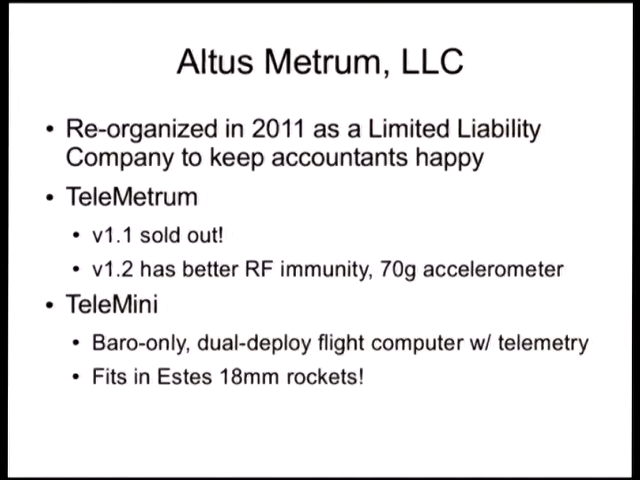 Altus Metrum, LLC
• Re-organized in 2011 as a Limited Liability
Company to keep accountants happy
• TeleMetrum
• v1.1 sold out!
• v1.2 has better RF immunity, 70g accelerometer
• TeleMini
• Baro-only, dual-deploy flight computer w/ telemetry
• Fits in Estes 18mm rockets!